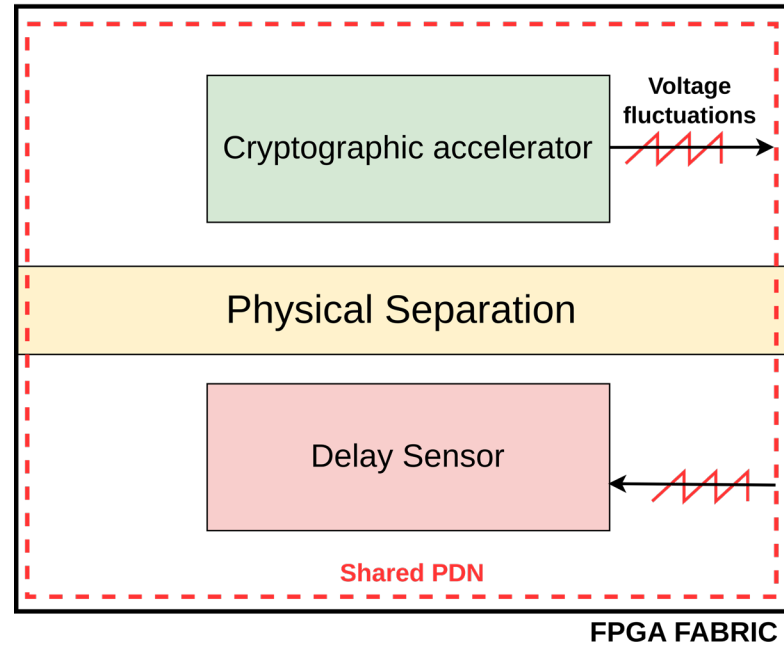 Voltage
fluctuations
Cryptographic accelerator
Physical Separation
Delay Sensor
Shared PDN
FPGA FABRIC